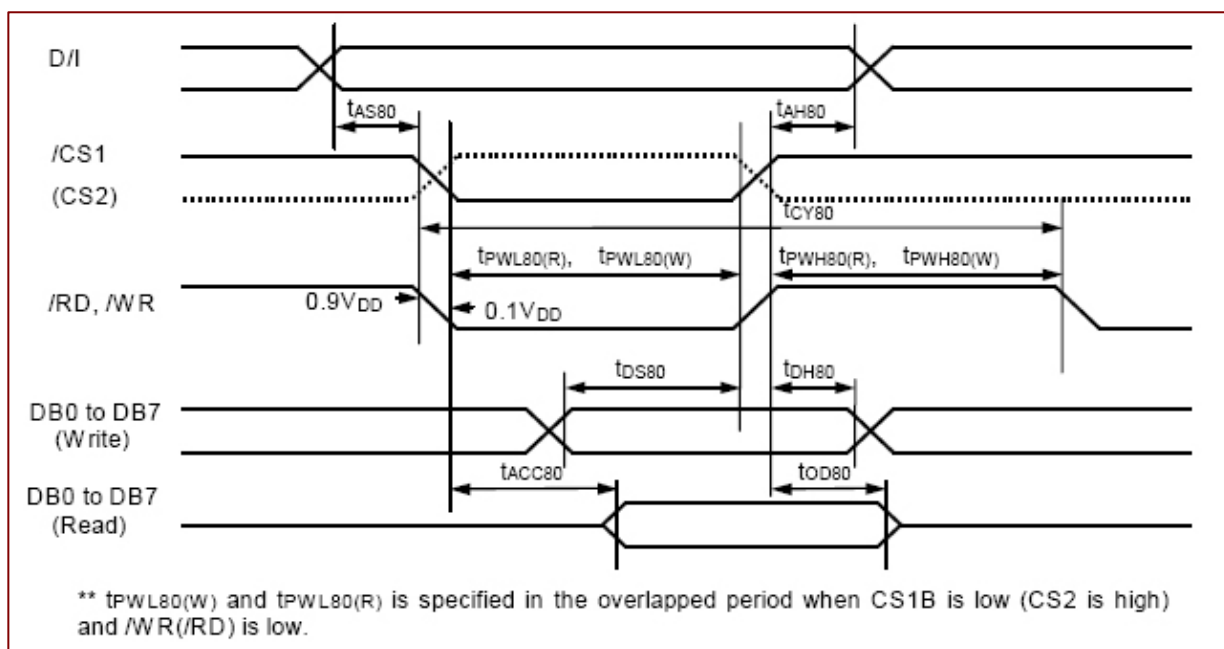 D/I
tAS80
tAH80
/CS1
(CS2)
tCY80
tPWL80(R), tPWL80(W)
tPWH80(R), tPWH80(W)
/RD, /WR
0.9VDD
0.1VDD
tDS80
tDH80
DB0 to DB7
(Write)
tACC80
tOD80
DB0 to DB7
(Read)
** tPWL80(W) and tPWL80(R) is specified in the overlapped period when CS1B is low (CS2 is high)
and /WR(/RD) is low.